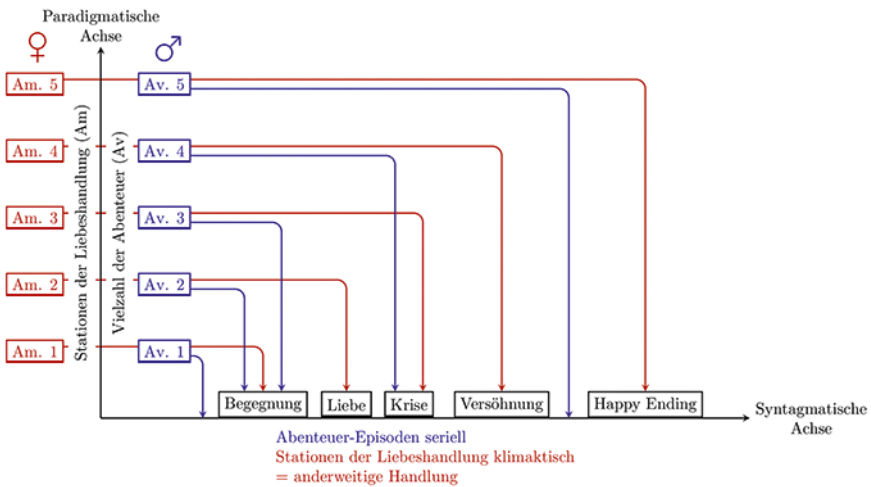 Paradigmatische
Achse
Am. 5
Av. 5
Am. 4
Av. 4
Am. 3
Av. 3
Am. 2
Av. 2
Am. 1
Av. 1
Stationen der Liebeshandlung (Am)
Vielzahl der Abenteuer (Av)
Begegnung
Liebe
Krise
Versöhnung
Happy Ending
Syntagmatische
Achse
Abenteuer-Episoden seriell
Stationen der Liebeshandlung klimaktisch
= anderweitige Handlung